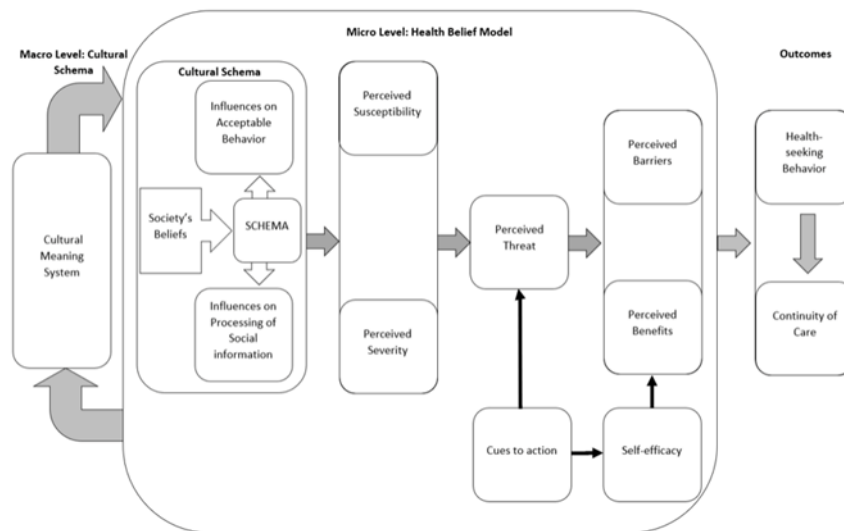 Micro Level: Health Belief Model
Macro Level: Cultural
Schema
Outcomes
Cultural Schema
Influences on
Acceptable
Behavior
Society's
Beliefs
SCHEMA
Influences on
Processing of
Social
information
Cultural
Meaning
System
Perceived
Susceptibility
Perceived
Severity
Perceived
Threat
Perceived
Barriers
Perceived
Benefits
Cues to action
Self-efficacy
Health-
seeking
Behavior
Continuity of
Care